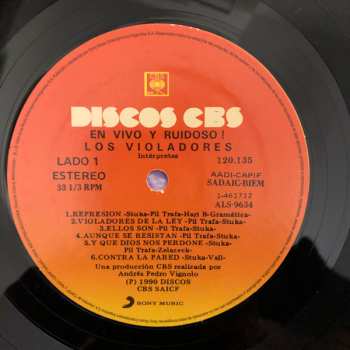 DISCOS CBS
EN VIVO Y RUIDOSO!
LOS VIOLADORES
Intérpretes
LADO 1
120.135
ESTEREO
33 1/3 RPM
AADI-CAPIF
SADAIC-BIEM
1-461712
ALS-9634
1.REPRESION -Stuka-Pil Trafa-Hari B-Gramática-
2.VIOLADORES DE LA LEY -Pil Trafa-Stuka-
3.ELLOS SON -Pil Trafa-Stuka-
4.AUNQUE SE RESISTAN -Pil Trafa-Stuka-
5.Y QUE DIOS NOS PERDONE -Stuka-
Pil Trafa-Zelaceck-
6.CONTRA LA PARED -Stuka-Vall-
Una producción CBS realizada por
Andrés Pedro Vignolo
(P) 1990 DISCOS
CBS SAICF
SONY MUSIC